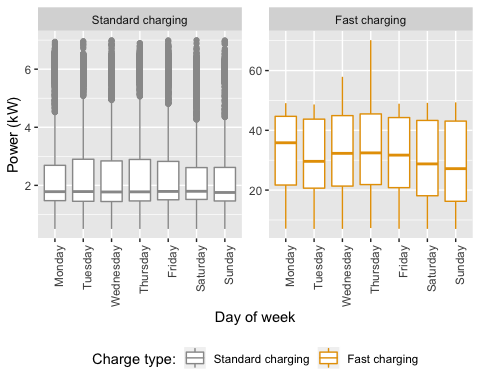 Standard charging
Fast charging
Power (kW)
6
4
2
60
40
20
Monday
Tuesday
Wednesday
Thursday
Friday
Saturday
Sunday
Monday
Tuesday
Wednesday
Thursday
Friday
Saturday
Sunday
Day of week
Charge type: Standard charging Fast charging